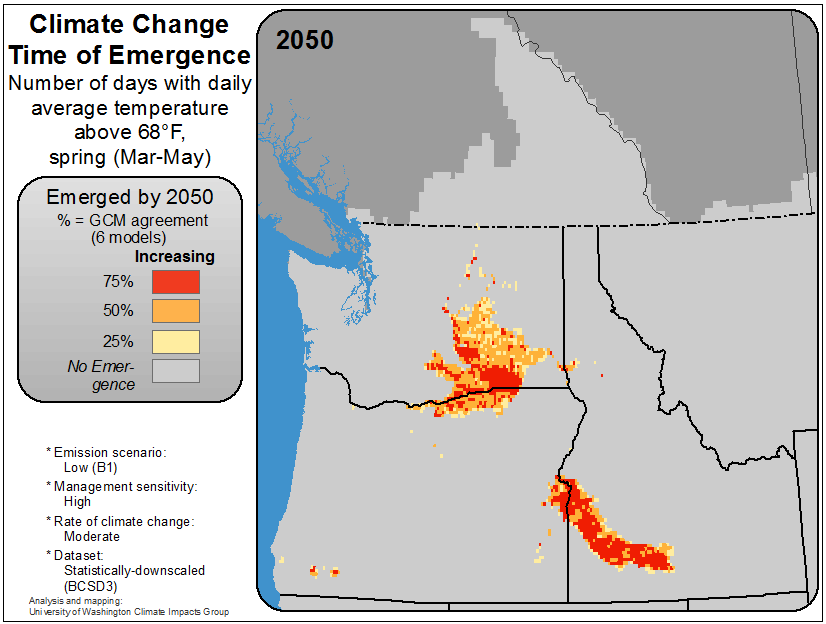 Climate Change
Time of Emergence
Number of days with daily
average temperature
above 68°F,
spring (Mar-May)
Emerged by 2050
% = GCM agreement
(6 models)
Increasing
75%
50%
25%
No Emer-
gence
* Emission scenario:
Low (B1)
* Management sensitivity:
High
* Rate of climate change:
Moderate
* Dataset:
Statistically-downscaled
(BCSD3)
Analysis and mapping:
University of Washington Climate Impacts Group
2050